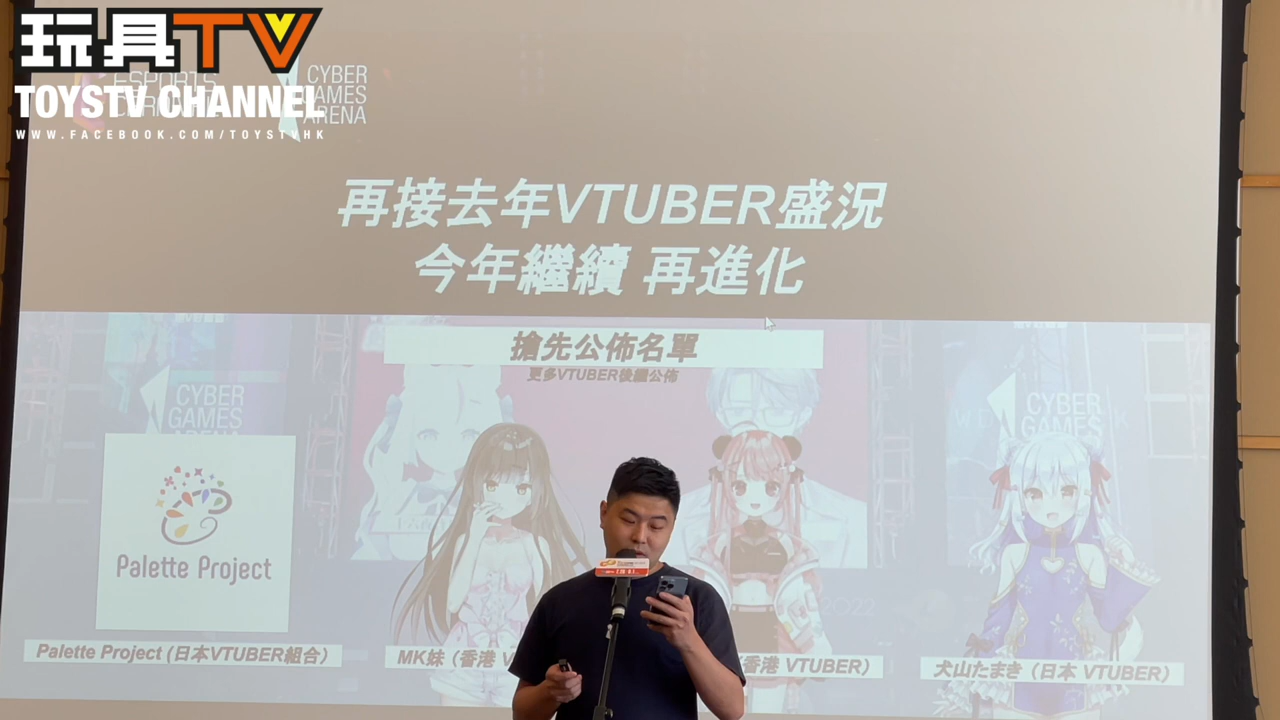 玩具TV
TOYSTV CHANNEL
WWW.FACEBOOK.COM/TOYSTVHK
ESPORTS
CYBER
GAMES
ARENA
再接去年VTUBER盛況
今年繼續 再進化
搶先公佈名單
更多VTUBER後繼公佈
CYBER
GAMES
ARENA
CYBER
GAMES
Palette Project
2022
Palette Project (日本VTUBER組合)
MK妹 (香港 V
香港 VTUBER)
犬山たまき (日本 VTUBER)